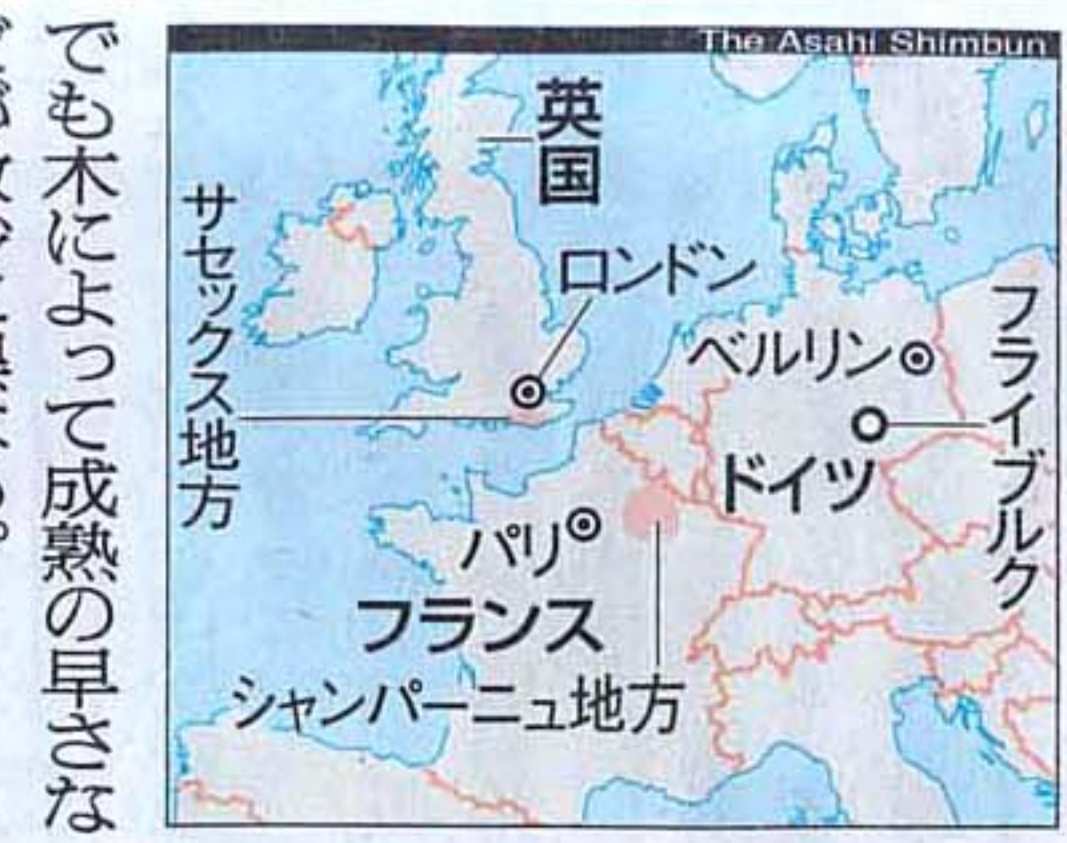 The Asahi Shimbun
英国
ロンドン
サセックス地方
ベルリン
フライブルク
ドイツ
パリ
フランス
シャンパーニュ地方
でも木によって成熟の早さな